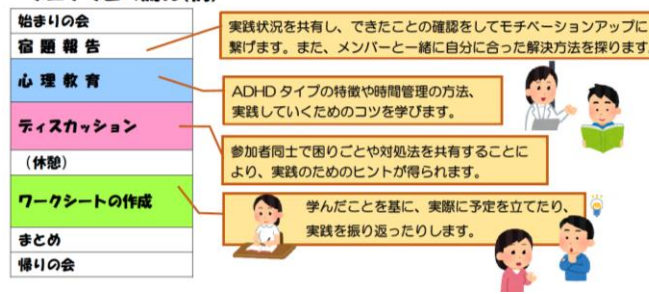 始まりの会
宿題報告
実践状況を共有し、できたことの確認をしてモチベーションアップに
繋げます。また、メンバーと一緒に自分に合った解決方法を探ります
心理教育
ADHDタイプの特徴や時間管理の方法、
実践していくためのコツを学びます。
ディスカッション
参加者同士で困りごとや対処法を共有することに
より、実践のためのヒントが得られます。
（休憩）
ワークシートの作成
学んだことを基に、実際に予定を立てたり、
実践を振り返ったりします。
まとめ
帰りの会